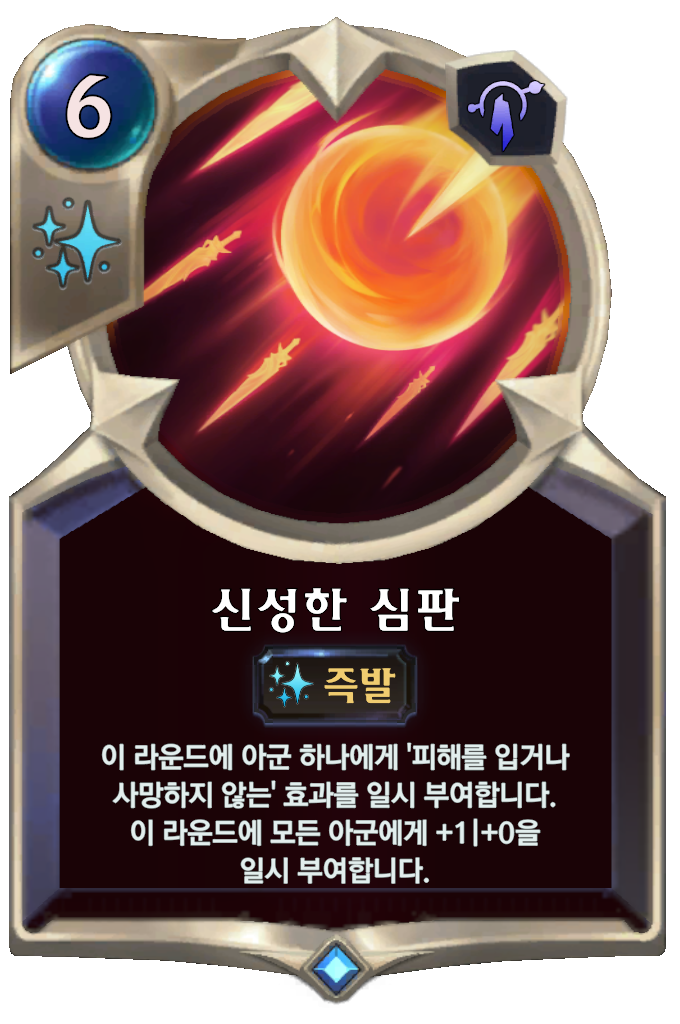 6
신성한 심판
즉발
이 라운드에 아군 하나에게 '피해를 입거나
사망하지 않는' 효과를 일시 부여합니다.
이 라운드에 모든 아군에게 +1|+0을
일시 부여합니다.